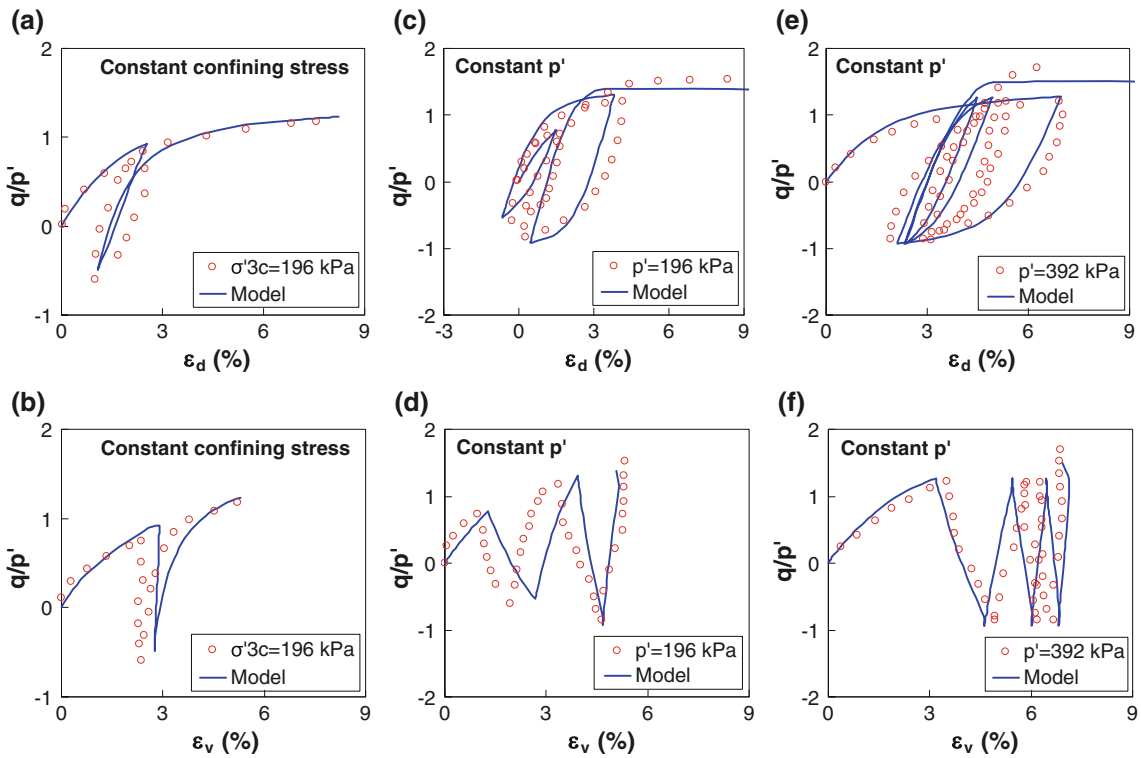 (a)
2
1
0
-1
q/p'
Constant confining stress
σ'3c=196 kPa
Model
0 3 6 9
εd (%)
(c)
2
1
0
-1
-2
q/p'
Constant p'
p'=196 kPa
Model
-3 0 3 6 9
εd (%)
(e)
2
1
0
-1
-2
q/p'
Constant p'
p'=392 kPa
Model
0 3 6 9
εd (%)
(b)
2
1
0
-1
q/p'
Constant confining stress
σ'3c=196 kPa
Model
0 3 6 9
εv (%)
(d)
2
1
0
-1
-2
q/p'
Constant p'
p'=196 kPa
Model
0 3 6 9
εv (%)
(f)
2
1
0
-1
-2
q/p'
Constant p'
p'=392 kPa
Model
0 3 6 9
εv (%)